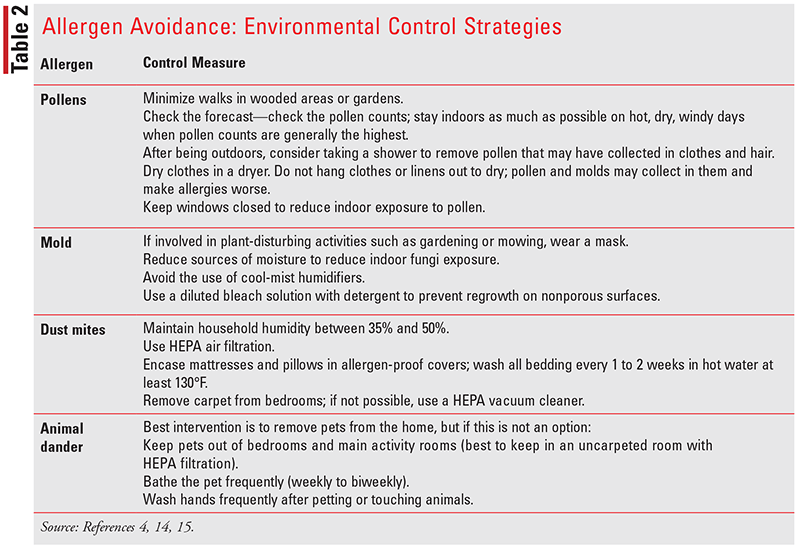 Table 2
Allergen Avoidance: Environmental Control Strategies
Allergen Control Measure
Pollens Minimize walks in wooded areas or gardens.
Check the forecast—check the pollen counts; stay indoors as much as possible on hot, dry, windy days
when pollen counts are generally the highest.
After being outdoors, consider taking a shower to remove pollen that may have collected in clothes and hair.
Dry clothes in a dryer. Do not hang clothes or linens out to dry; pollen and molds may collect in them and
make allergies worse.
Keep windows closed to reduce indoor exposure to pollen.
Mold If involved in plant-disturbing activities such as gardening or mowing, wear a mask.
Reduce sources of moisture to reduce indoor fungi exposure.
Avoid the use of cool-mist humidifiers.
Use a diluted bleach solution with detergent to prevent regrowth on nonporous surfaces.
Dust mites Maintain household humidity between 35% and 50%.
Use HEPA air filtration.
Encase mattresses and pillows in allergen-proof covers; wash all bedding every 1 to 2 weeks in hot water at
least 130°F.
Remove carpet from bedrooms; if not possible, use a HEPA vacuum cleaner.
Animal Best intervention is to remove pets from the home, but if this is not an option:
dander Keep pets out of bedrooms and main activity rooms (best to keep in an uncarpeted room with
HEPA filtration).
Bathe the pet frequently (weekly to biweekly).
Wash hands frequently after petting or touching animals.
Source: References 4, 14, 15.